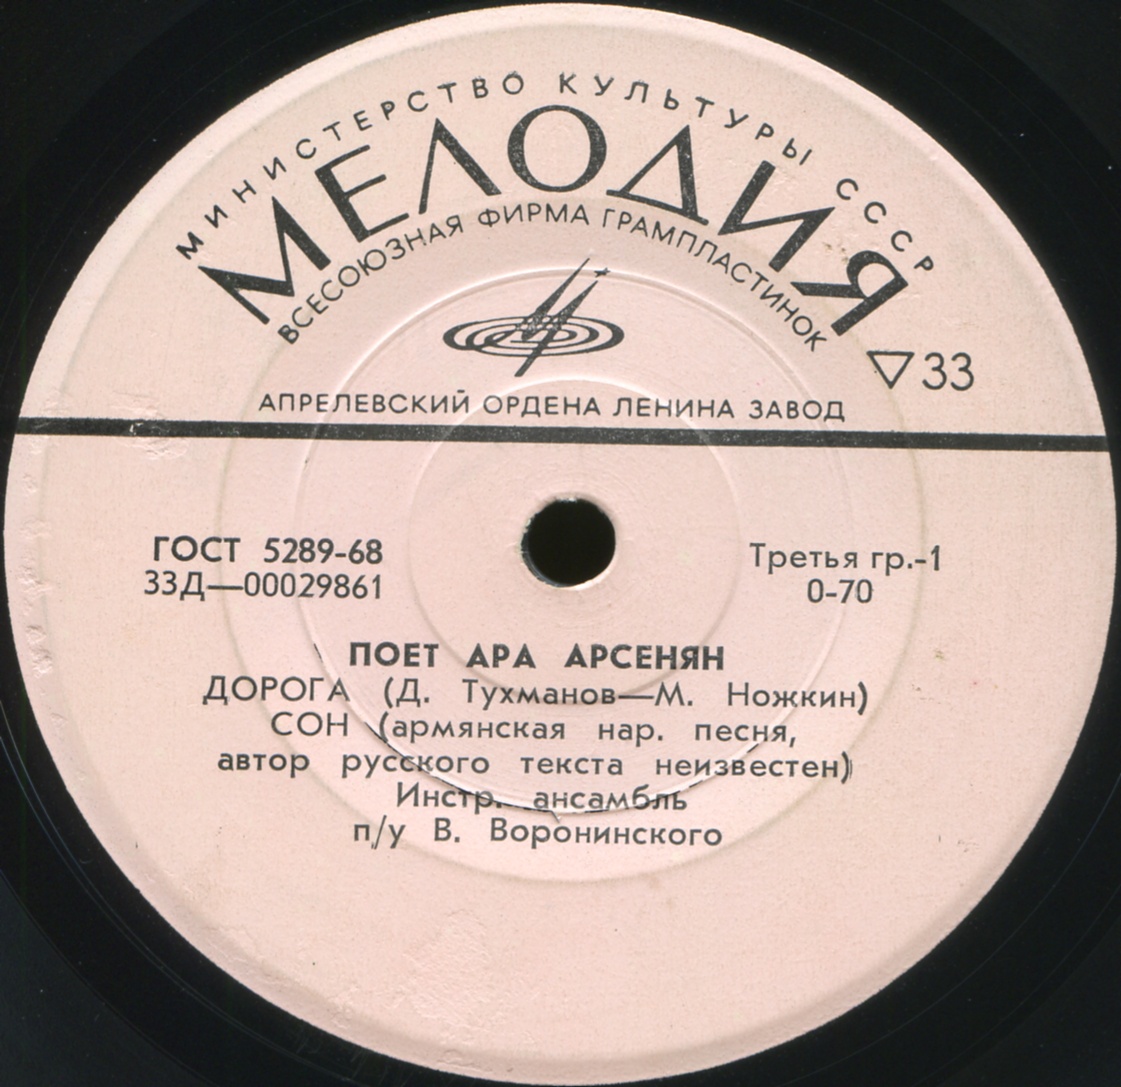 МИНИСТЕРСТВО КУЛЬТУРЫ СССР
МЕЛОДИЯ
ВСЕСОЮЗНАЯ ФИРМА ГРАМПЛАСТИНОК
▽33
АПРЕЛЕВСКИЙ ОРДЕНА ЛЕНИНА ЗАВОД
ГОСТ 5289-68
33Д—00029861
Третья гр.-1
0-70
ПОЕТ АРА АРСЕНЯН
ДОРОГА (Д. Тухманов—М. Ножкин)
СОН (армянская нар. песня,
автор русского текста неизвестен)
Инстр. ансамбль
п/у В. Воронинского